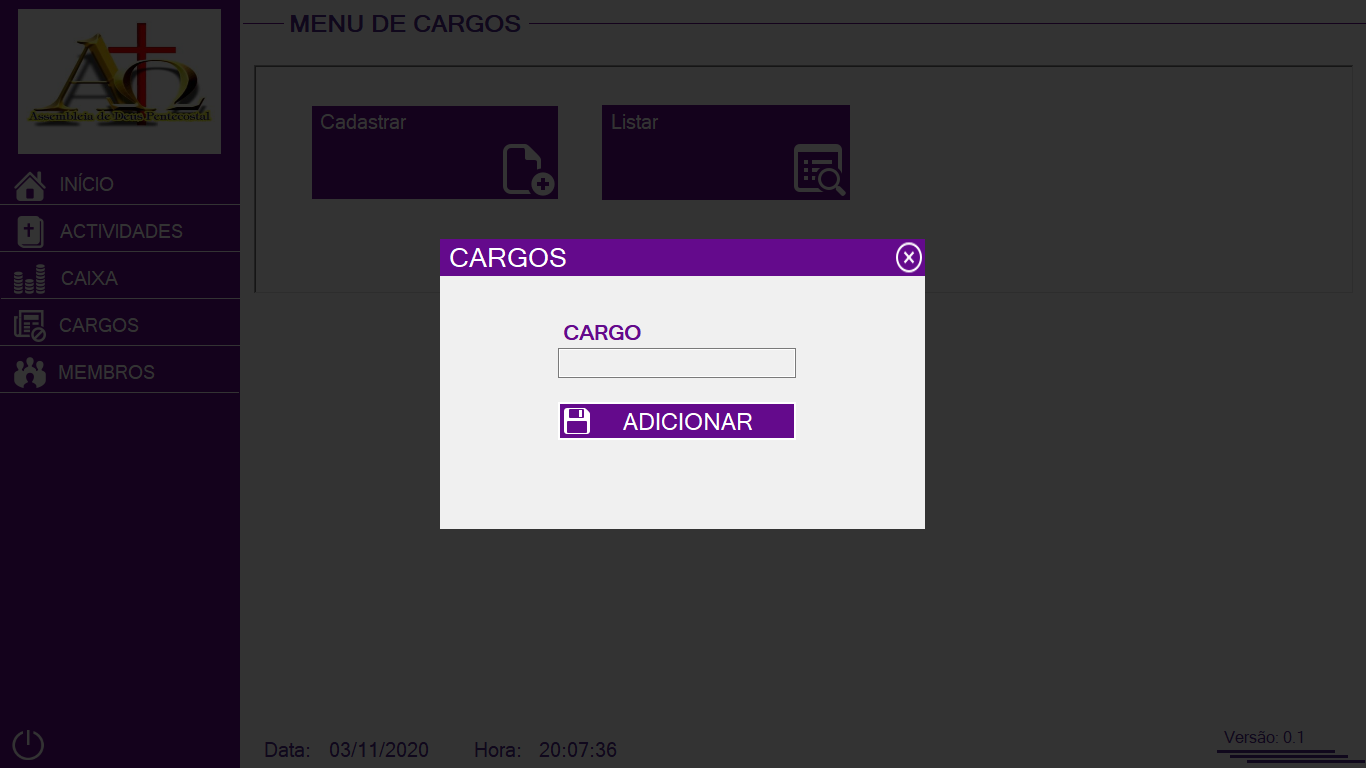 MENU DE CARGOS
Assembleia de Deus Pentecostal
Cadastrar
Listar
INÍCIO
ACTIVIDADES
CAIXA
CARGOS
MEMBROS
CARGOS
CARGO
ADICIONAR
Data: 03/11/2020 Hora: 20:07:36
Versão: 0.1